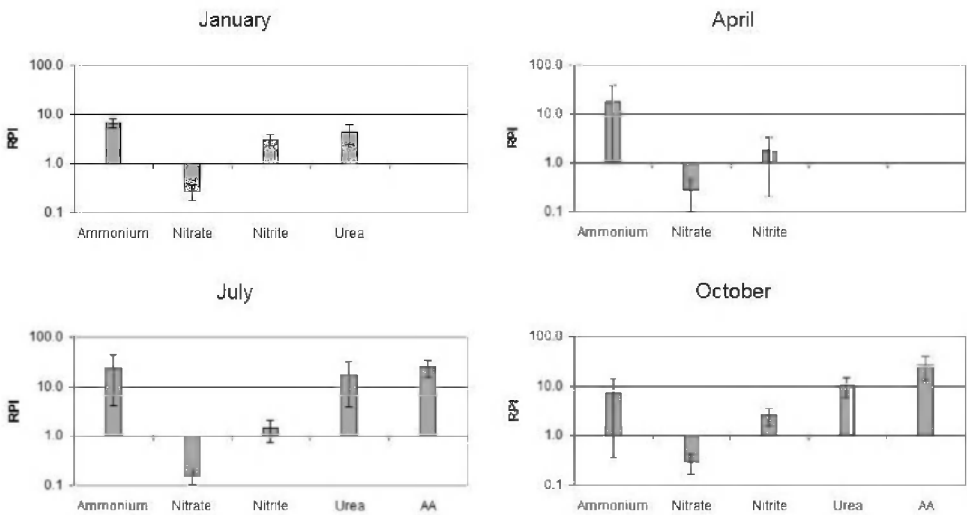 January
100.0
10.0
1.0
0.1
RPI
Ammonium Nitrate Nitrite Urea
April
100.0
10.0
1.0
0.1
RPI
Ammonium Nitrate Nitrite
July
100.0
10.0
1.0
0.1
RPI
Ammonium Nitrate Nitrite Urea AA
October
100.0
10.0
1.0
0.1
RPI
Ammonium Nitrate Nitrite Urea AA